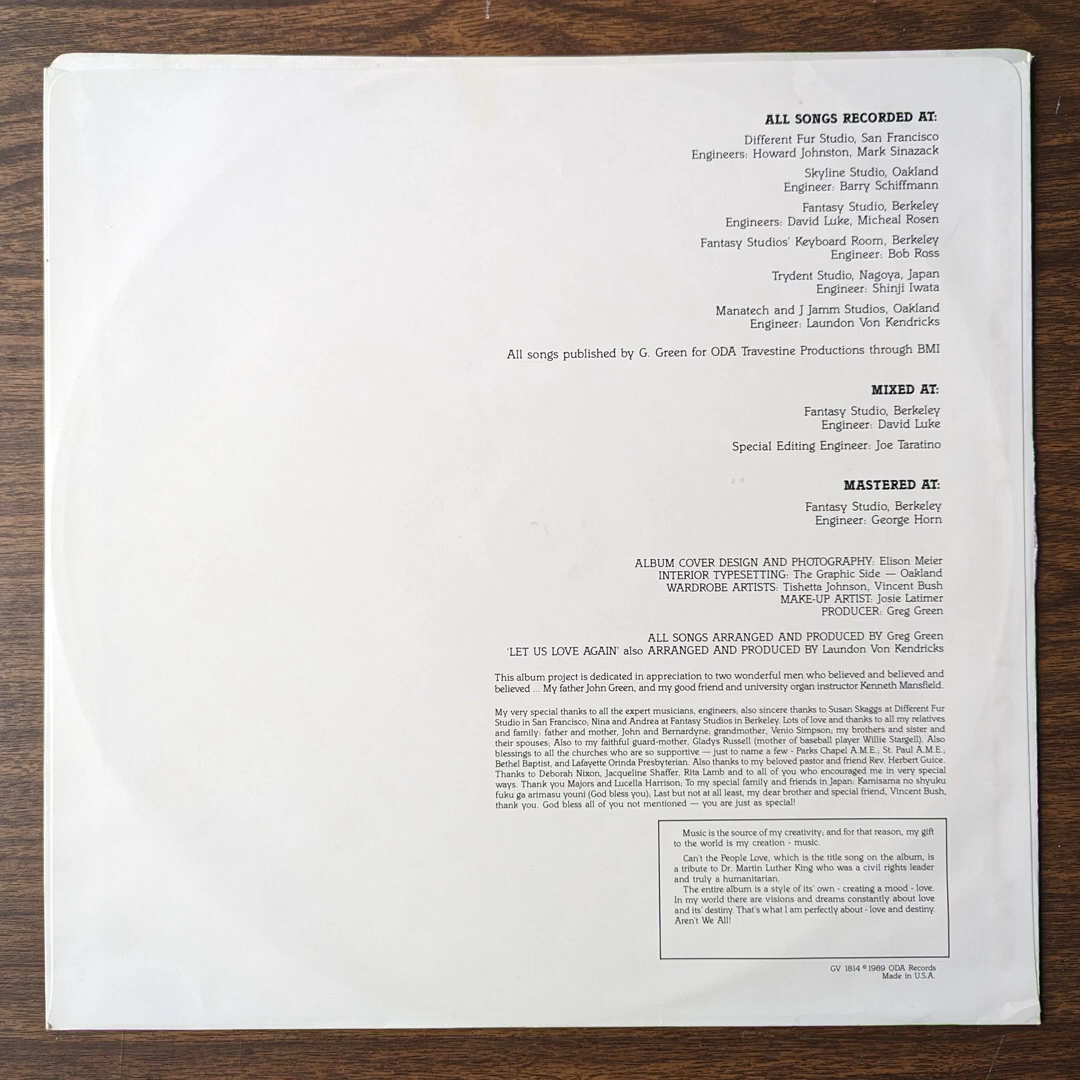 ALL SONGS RECORDED AT:
Different Fur Studio, San Francisco
Engineers: Howard Johnston, Mark Sinazack
Skyline Studio, Oakland
Engineer: Barry Schiffmann
Fantasy Studio, Berkeley
Engineers: David Luke, Micheal Rosen
Fantasy Studios' Keyboard Room, Berkeley
Engineer: Bob Ross
Trydent Studio, Nagoya, Japan
Engineer: Shinji Iwata
Manatech and J Jamm Studios, Oakland
Engineer: Laundon Von Kendricks
All songs published by G. Green for ODA Travestine Productions through BMI
MIXED AT:
Fantasy Studio, Berkeley
Engineer: David Luke
Special Editing Engineer: Joe Taratino
MASTERED AT:
Fantasy Studio, Berkeley
Engineer: George Horn
ALBUM COVER DESIGN AND PHOTOGRAPHY: Elison Meier
INTERIOR TYPESETTING: The Graphic Side — Oakland
WARDROBE ARTISTS: Tishetta Johnson, Vincent Bush
MAKE-UP ARTIST: Josie Latimer
PRODUCER: Greg Green
ALL SONGS ARRANGED AND PRODUCED BY Greg Green
'LET US LOVE AGAIN' also ARRANGED AND PRODUCED BY Laundon Von Kendricks
This album project is dedicated in appreciation to two wonderful men who believed and believed and
believed ... My father John Green, and my good friend and university organ instructor Kenneth Mansfield.
My very special thanks to all the expert musicians, engineers; also sincere thanks to Susan Skaggs at Different Fur
Studio in San Francisco; Nina and Andrea at Fantasy Studios in Berkeley. Lots of love and thanks to all my relatives
and family: father and mother, John and Bernardyne; grandmother, Venio Simpson; my brothers and sister and
their spouses; Also to my faithful guard-mother, Gladys Russell (mother of baseball player Willie Stargell). Also
blessings to all the churches who are so supportive — just to name a few - Parks Chapel A.M.E., St. Paul A.M.E.,
Bethel Baptist, and Lafayette Orinda Presbyterian. Also thanks to my beloved pastor and friend Rev. Herbert Guice.
Thanks to Deborah Nixon, Jacqueline Shaffer, Rita Lamb and to all of you who encouraged me in very special
ways. Thank you Majors and Lucella Harrison; To my special family and friends in Japan: Kamisama no shyuku
fuku ga arimasu youni (God bless you); Last but not at all least, my dear brother and special friend, Vincent Bush,
thank you. God bless all of you not mentioned — you are just as special!
Music is the source of my creativity; and for that reason, my gift
to the world is my creation - music.
Can't the People Love, which is the title song on the album, is
a tribute to Dr. Martin Luther King who was a civil rights leader
and truly a humanitarian.
The entire album is a style of its' own - creating a mood - love.
In my world there are visions and dreams constantly about love
and its' destiny. That's what I am perfectly about - love and destiny.
Aren't We All!
GV 1814 © 1989 ODA Records
Made in U.S.A.